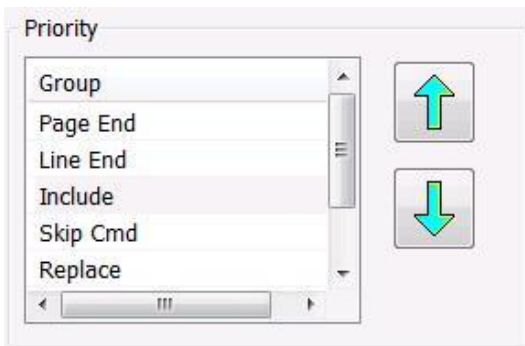 Priority
Group
Page End
Line End
Include
Skip Cmd
Replace